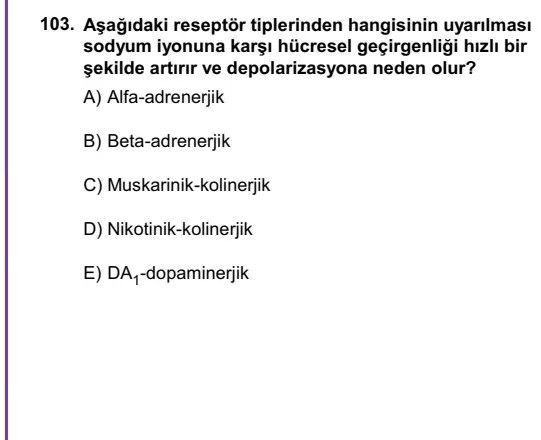 103. Aşağıdaki reseptör tiplerinden hangisinin uyarılması
sodyum iyonuna karşı hücresel geçirgenliği hızlı bir
şekilde artırır ve depolarizasyona neden olur?
A) Alfa-adrenerjik
B) Beta-adrenerjik
C) Muskarinik-kolinerjik
D) Nikotinik-kolinerjik
E) DA₁-dopaminerjik